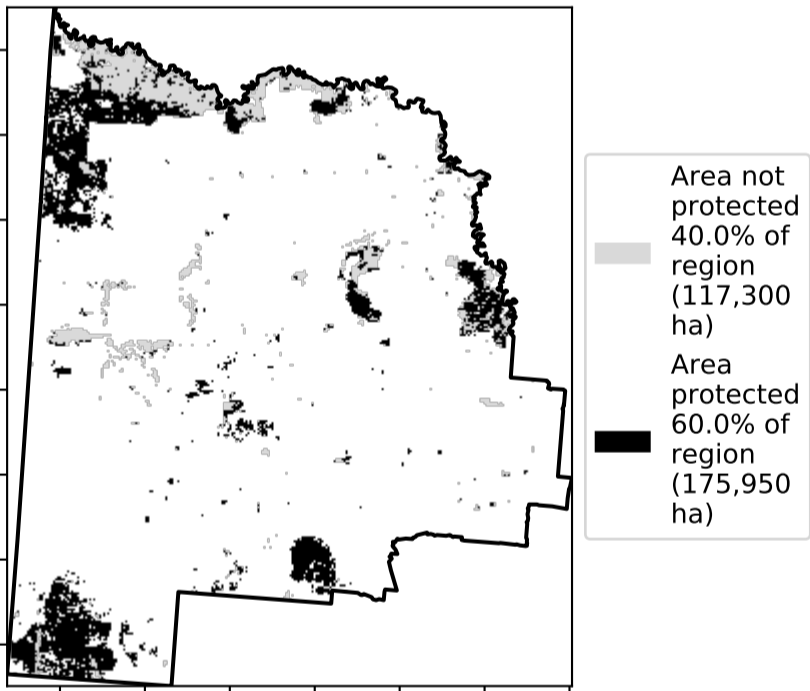 Area not
protected
40.0% of
region
(117,300
ha)
Area
protected
60.0% of
region
(175,950
ha)